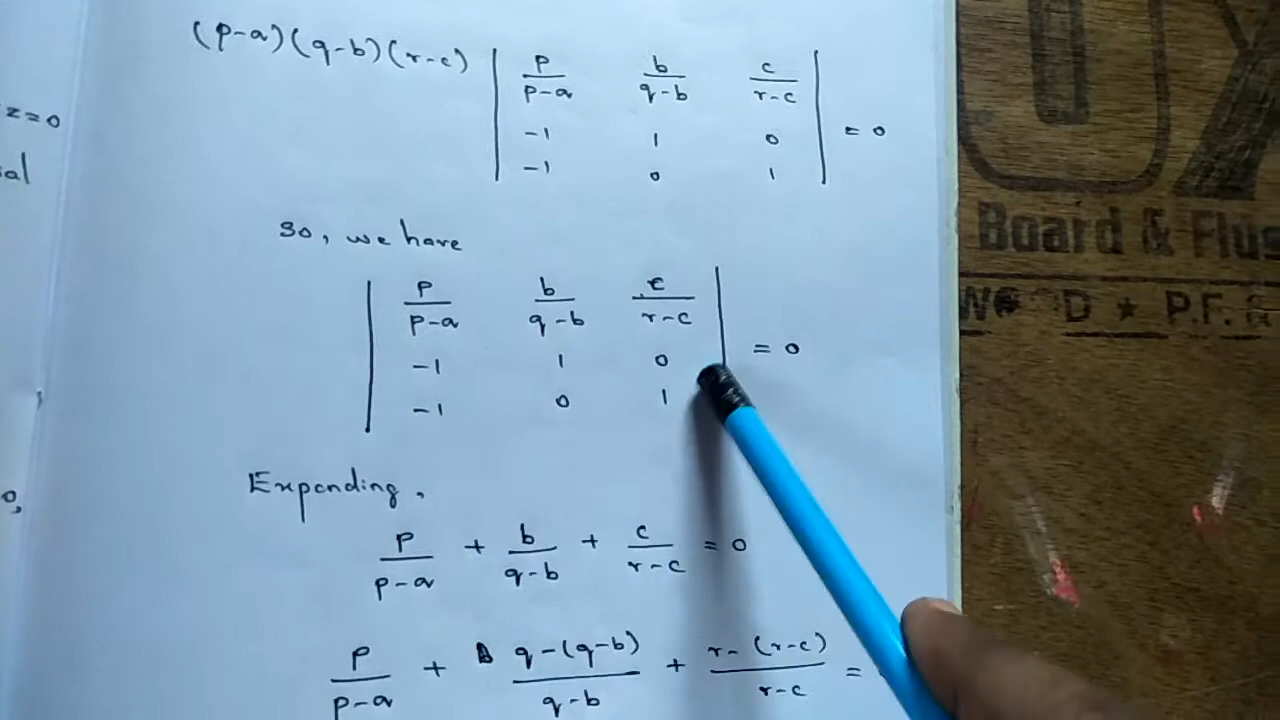 (p-a)(q-b)(r-c) | p/(p-a) b/(q-b) c/(r-c) |
| -1 1 0 | = 0
| -1 0 1 |
z=0
So, we have
| p/(p-a) b/(q-b) c/(r-c) |
| -1 1 0 | = 0
| -1 0 1 |
0,
Expanding,
p/(p-a) + b/(q-b) + c/(r-c) = 0
p/(p-a) + (q-(q-b))/(q-b) + (r-(r-c))/(r-c) =
Board & Flus
D ★ P.F. &